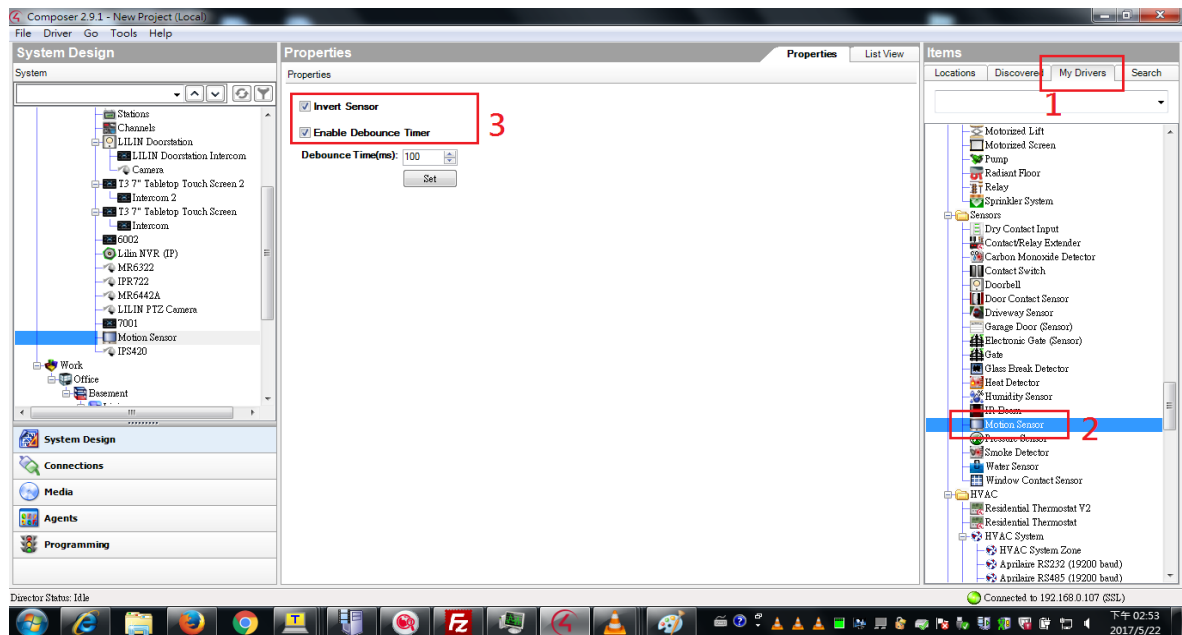 Composer 2.9.1 - New Project (Local)
File Driver Go Tools Help
System Design
System
Stations
Channels
LILIN Doorstation
LILIN Doorstation Intercom
Camera
T3 7" Tabletop Touch Screen 2
Intercom 2
T3 7" Tabletop Touch Screen
Intercom
6002
Lilin NVR (IP)
MR6322
IPR722
MR6442A
LILIN PTZ Camera
7001
Motion Sensor
IPS420
Work
Office
Basement
System Design
Connections
Media
Agents
Programming
Properties
Properties List View
Properties
Invert Sensor
Enable Debounce Timer
3
Debounce Time(ms): 100
Set
Items
Locations Discovered My Drivers Search
1
Motorized Lift
Motorized Screen
Pump
Radiant Floor
Relay
Sprinkler System
Sensors
Dry Contact Input
Contact/Relay Extender
Carbon Monoxide Detector
Contact Switch
Doorbell
Door Contact Sensor
Driveway Sensor
Garage Door (Sensor)
Electronic Gate (Sensor)
Gate
Glass Break Detector
Heat Detector
Humidity Sensor
IR Beam
Motion Sensor
2
Pressure Sensor
Smoke Detector
Water Sensor
Window Contact Sensor
HVAC
Residential Thermostat V2
Residential Thermostat
HVAC System
HVAC System Zone
Aprilaire RS232 (19200 baud)
Aprilaire RS485 (19200 baud)
Director Status: Idle
Connected to 192.168.0.107 (SSL)
下午 02:53
2017/5/22